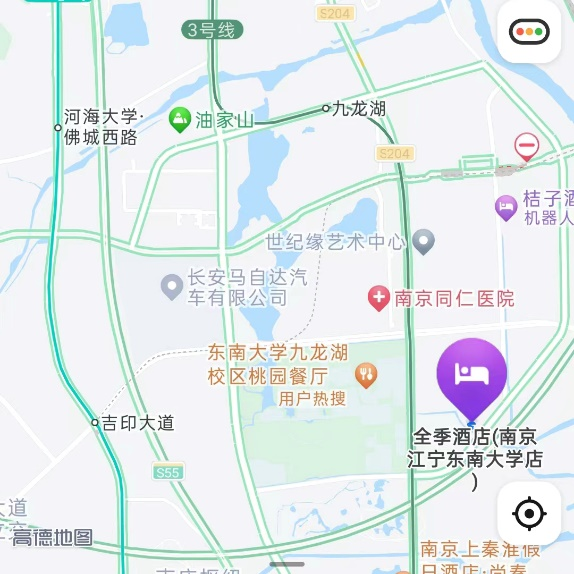 S204
3号线
河海大学·
佛城西路
油家山
九龙湖
S204
桔子酒
机器人
世纪缘艺术中心
长安马自达汽
车有限公司
南京同仁医院
东南大学九龙湖
校区桃园餐厅
用户热搜
吉印大道
全季酒店(南京
江宁东南大学店
)
S55
大道
高德地图
南京上秦淮假
日酒店·尚秦